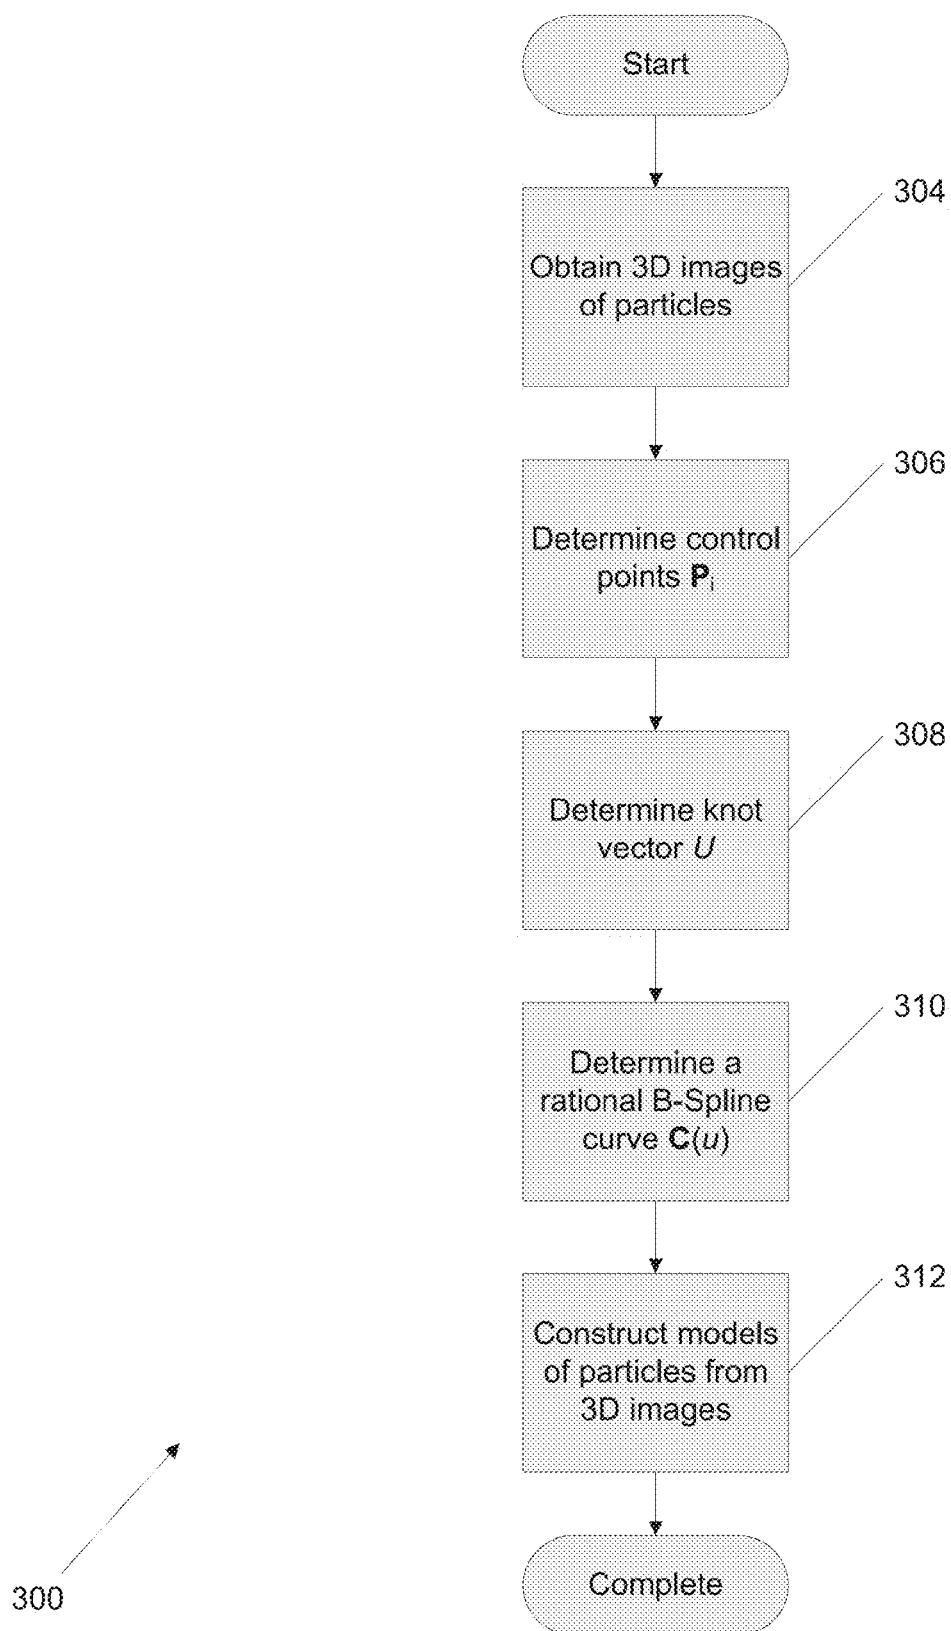 Start
304
Obtain 3D images
of particles
306
Determine control
points Pi
308
Determine knot
vector U
310
Determine a
rational B-Spline
curve C(u)
312
Construct models
of particles from
3D images
300
Complete